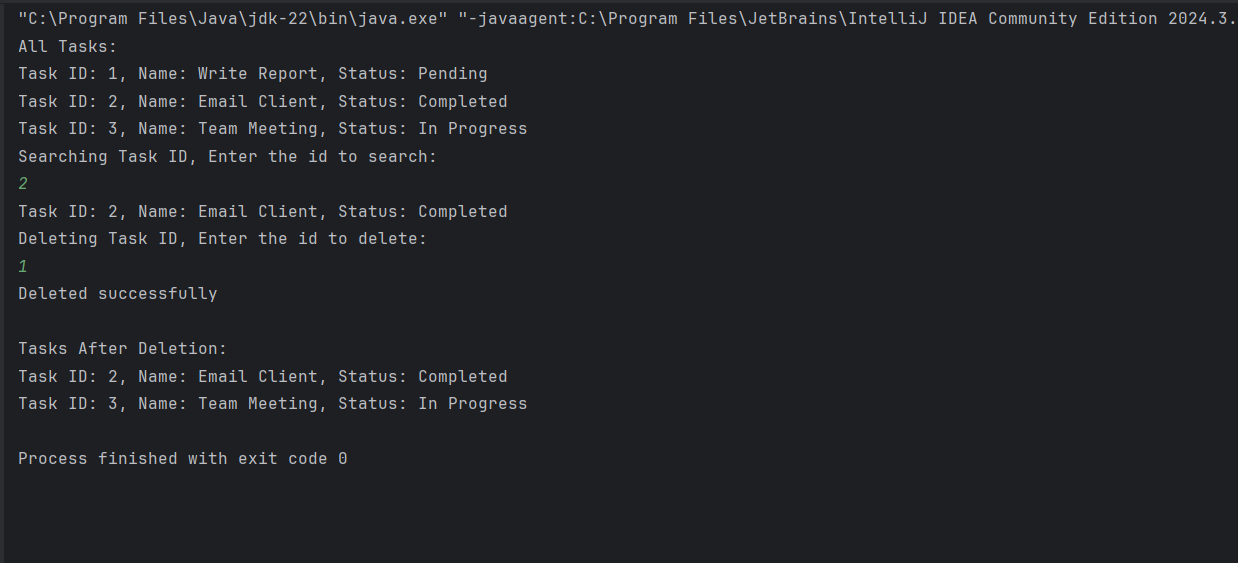 "C:\Program Files\Java\jdk-22\bin\java.exe" "-javaagent:C:\Program Files\JetBrains\IntelliJ IDEA Community Edition 2024.3.
All Tasks:
Task ID: 1, Name: Write Report, Status: Pending
Task ID: 2, Name: Email Client, Status: Completed
Task ID: 3, Name: Team Meeting, Status: In Progress
Searching Task ID, Enter the id to search:
2
Task ID: 2, Name: Email Client, Status: Completed
Deleting Task ID, Enter the id to delete:
1
Deleted successfully
Tasks After Deletion:
Task ID: 2, Name: Email Client, Status: Completed
Task ID: 3, Name: Team Meeting, Status: In Progress
Process finished with exit code 0